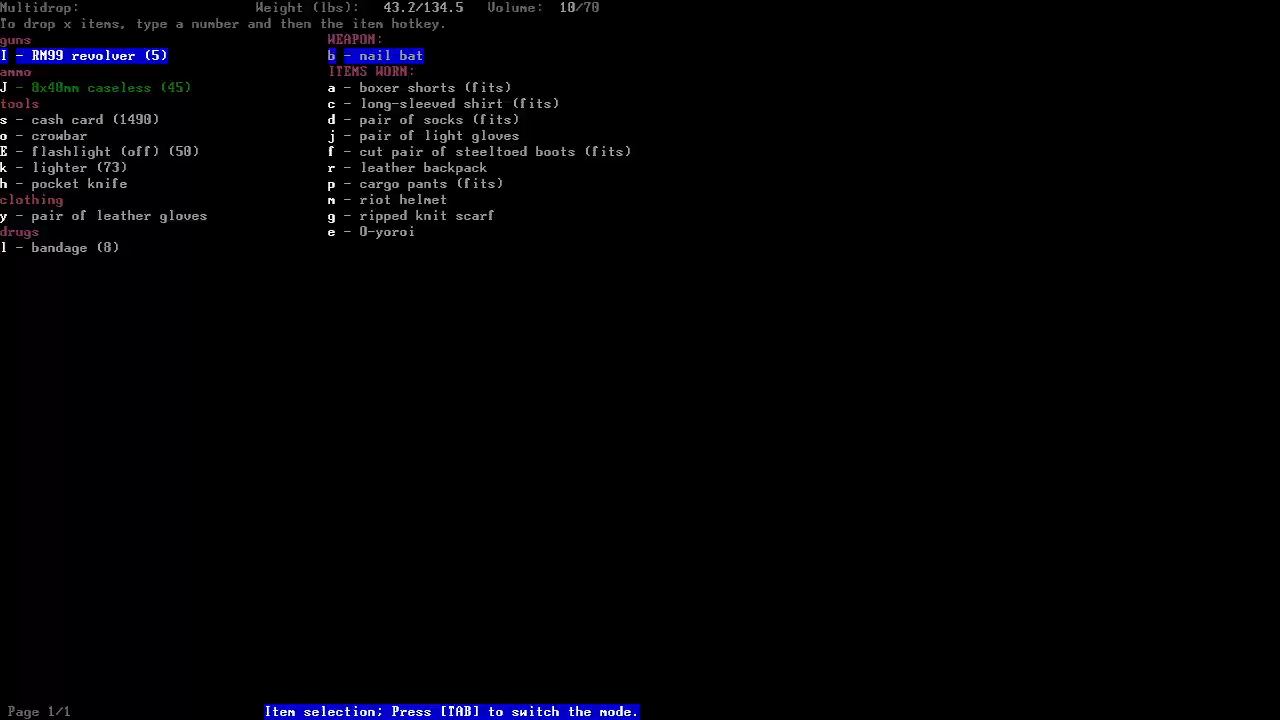 Multidrop: Weight (lbs): 43.2/134.5 Volume: 10/70
To drop x items, type a number and then the item hotkey.
guns
I - RM99 revolver (5)
ammo
J - 8x40mm caseless (45)
tools
s - cash card (1490)
o - crowbar
E - flashlight (off) (50)
k - lighter (73)
h - pocket knife
clothing
y - pair of leather gloves
drugs
l - bandage (8)
WEAPON:
b - nail bat
ITEMS WORN:
a - boxer shorts (fits)
c - long-sleeved shirt (fits)
d - pair of socks (fits)
j - pair of light gloves
f - cut pair of steeltoed boots (fits)
r - leather backpack
p - cargo pants (fits)
m - riot helmet
g - ripped knit scarf
e - O-yoroi
Page 1/1 Item selection; Press [TAB] to switch the mode.